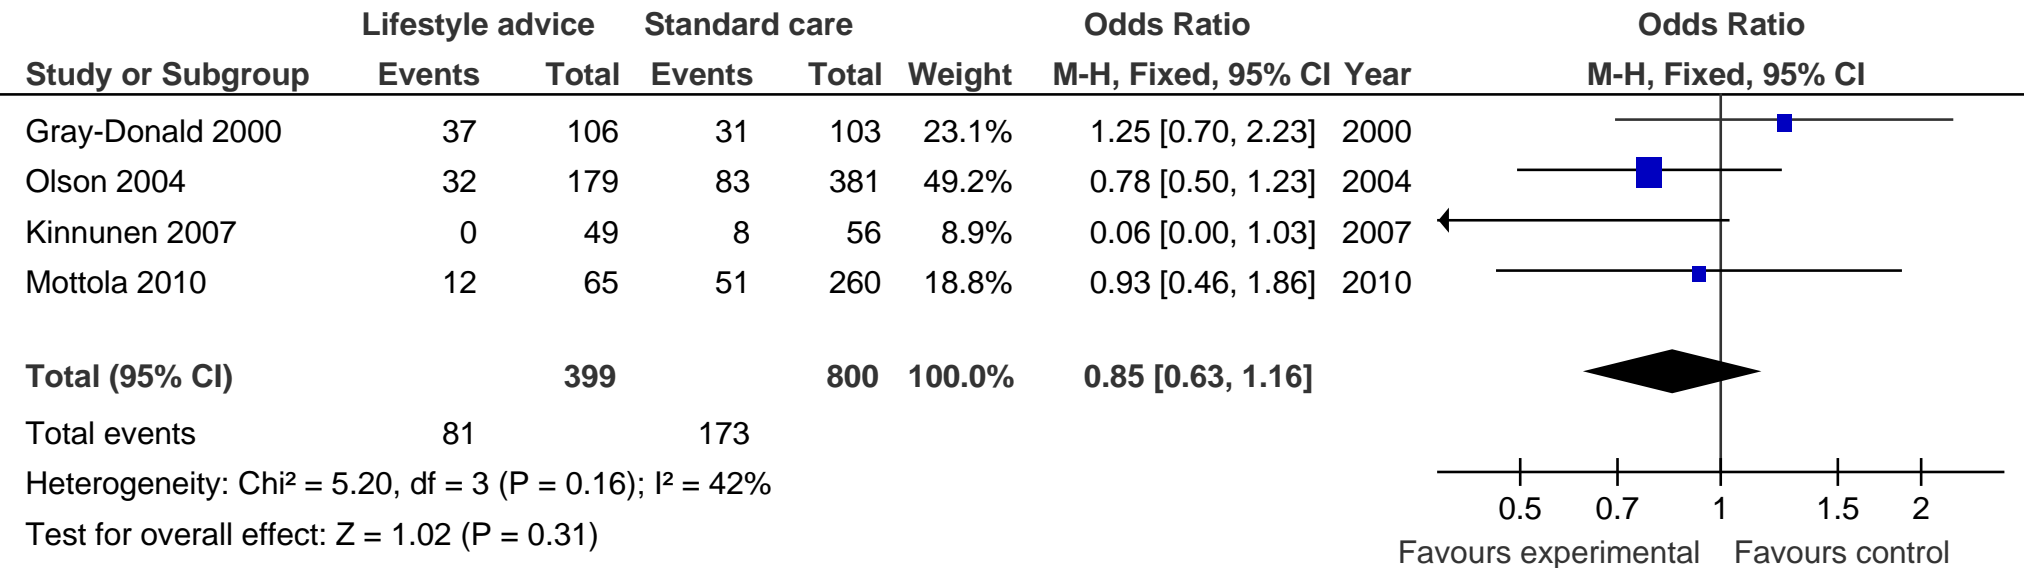 Lifestyle advice Standard care Odds Ratio Odds Ratio
Study or Subgroup Events Total Events Total Weight M-H, Fixed, 95% CI Year M-H, Fixed, 95% CI
Gray-Donald 2000 37 106 31 103 23.1% 1.25 [0.70, 2.23] 2000
Olson 2004 32 179 83 381 49.2% 0.78 [0.50, 1.23] 2004
Kinnunen 2007 0 49 8 56 8.9% 0.06 [0.00, 1.03] 2007
Mottola 2010 12 65 51 260 18.8% 0.93 [0.46, 1.86] 2010
Total (95% CI) 399 800 100.0% 0.85 [0.63, 1.16]
Total events 81 173
Heterogeneity: Chi² = 5.20, df = 3 (P = 0.16); I² = 42%
Test for overall effect: Z = 1.02 (P = 0.31)
0.5 0.7 1 1.5 2
Favours experimental Favours control